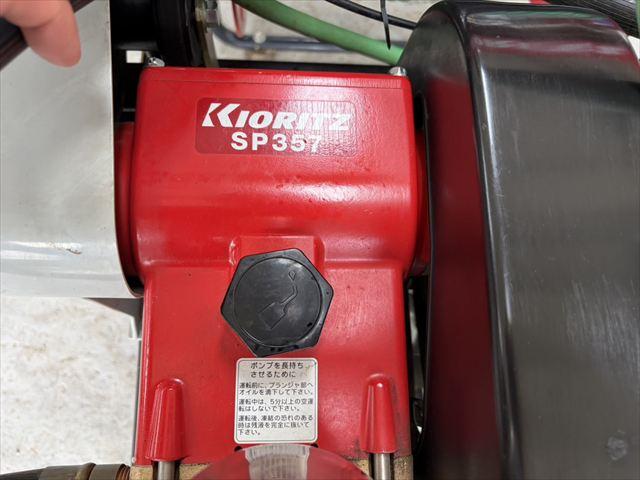 KIORITZ
SP357
ポンプを長持ち
させるために
運転前に、プランジャ部へ
オイルを滴下して下さい。
運転中は、5分以上の空運
転はしないで下さい。
運転後、凍結の恐れのある
時は残液を完全に抜いて
下さい。